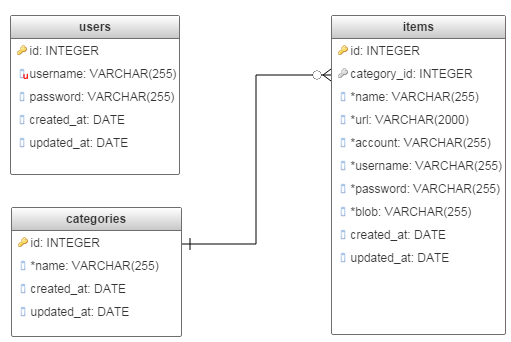 users
id: INTEGER
username: VARCHAR(255)
password: VARCHAR(255)
created_at: DATE
updated_at: DATE
categories
id: INTEGER
*name: VARCHAR(255)
created_at: DATE
updated_at: DATE
items
id: INTEGER
category_id: INTEGER
*name: VARCHAR(255)
*url: VARCHAR(2000)
*account: VARCHAR(255)
*username: VARCHAR(255)
*password: VARCHAR(255)
*blob: VARCHAR(255)
created_at: DATE
updated_at: DATE